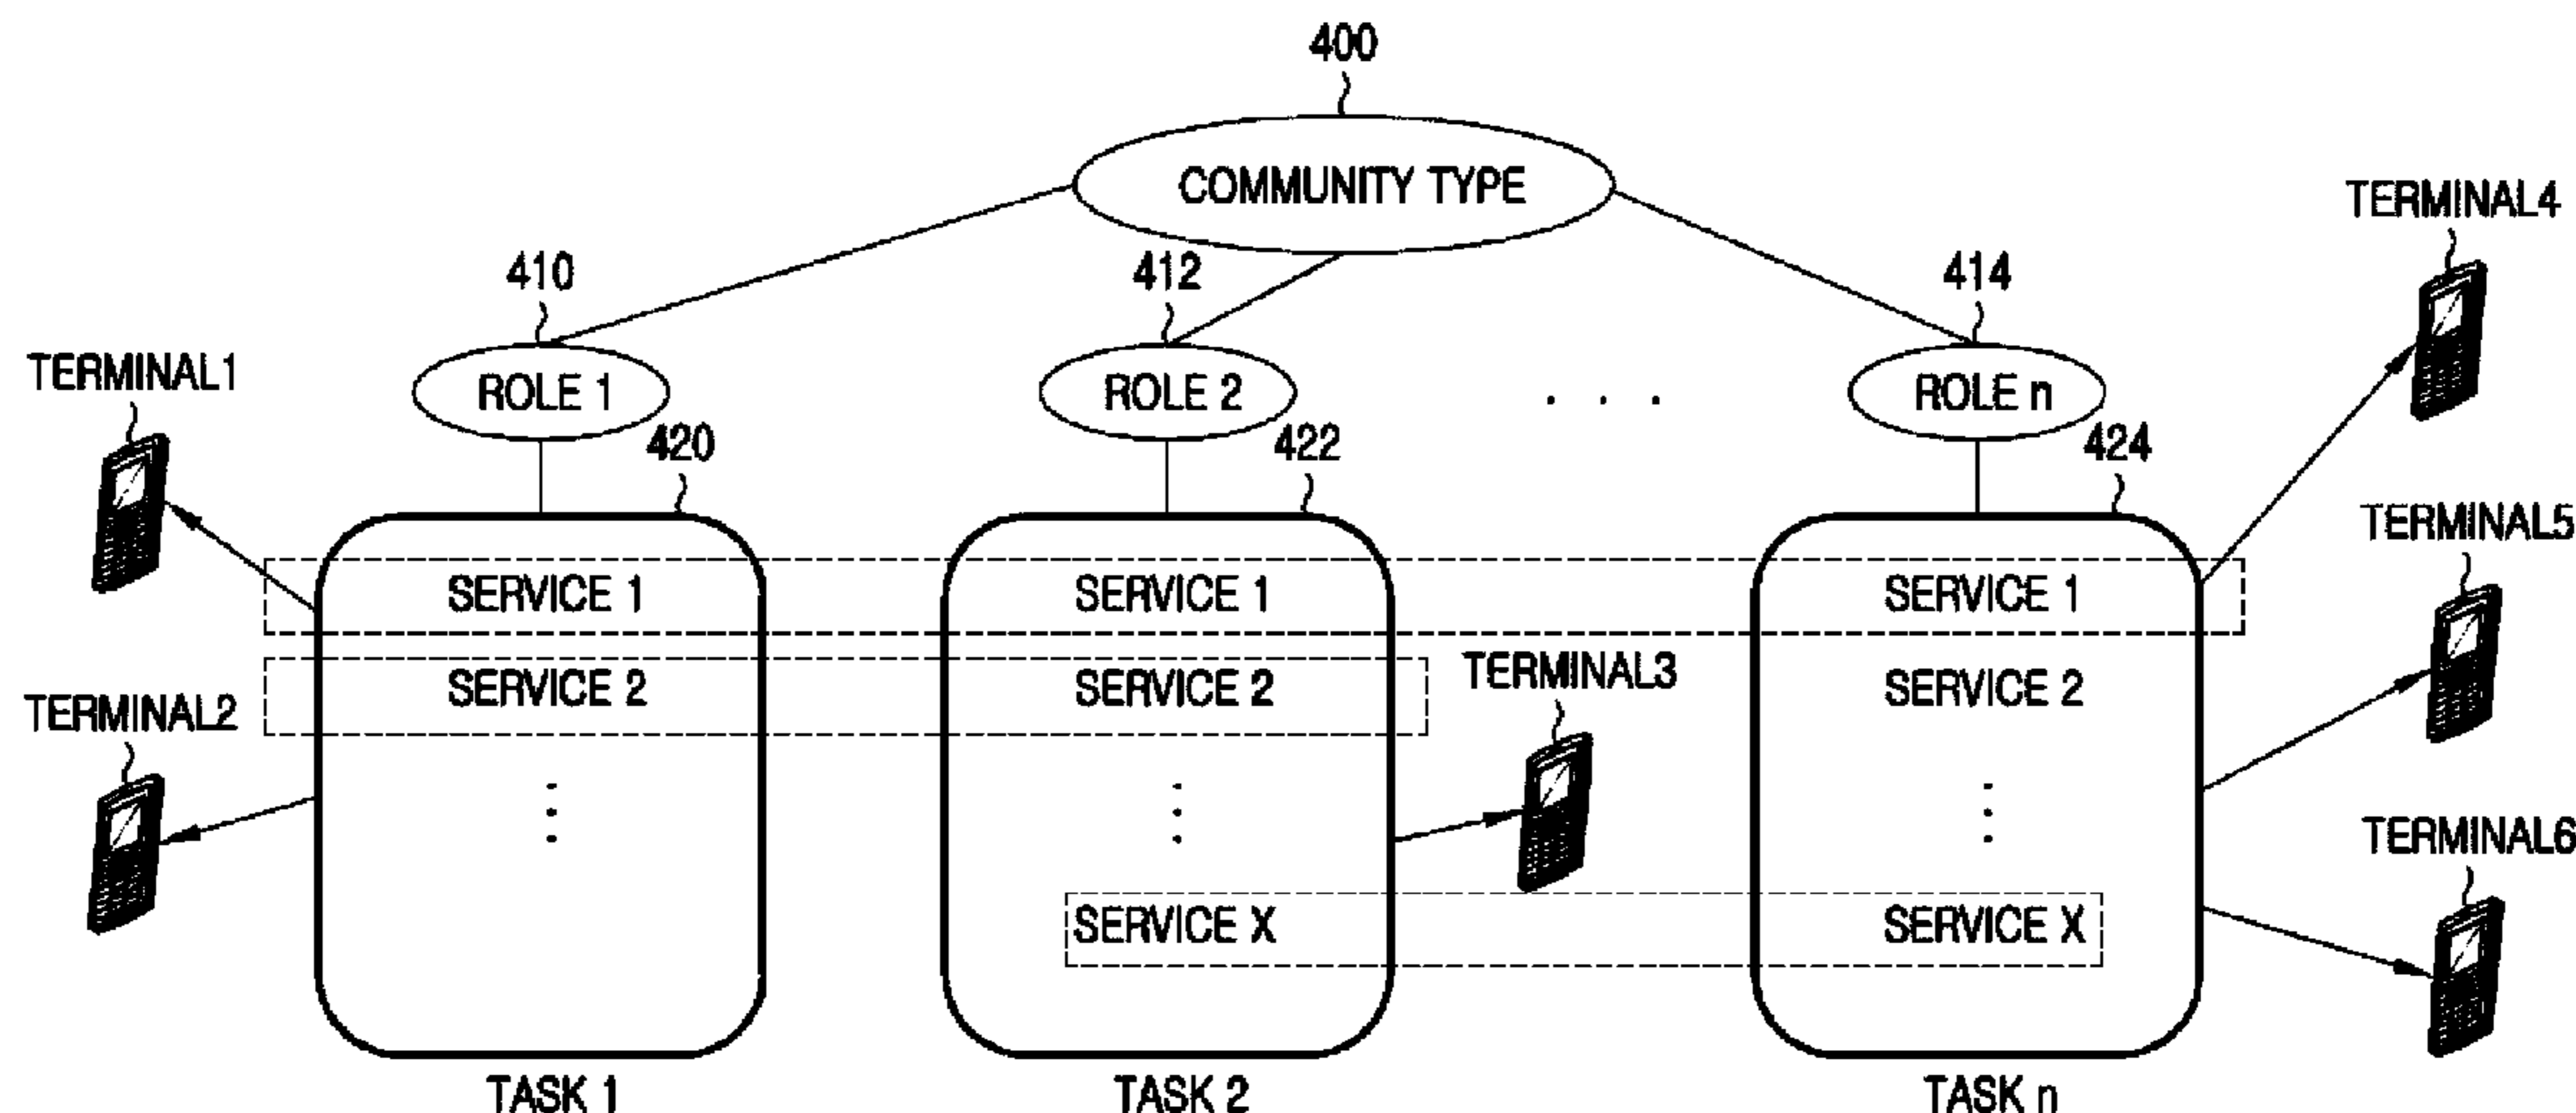 400
COMMUNITY TYPE
TERMINAL4
410
412
414
TERMINAL1
ROLE 1
ROLE 2
. . .
ROLE n
420
422
424
TERMINAL5
SERVICE 1
SERVICE 1
SERVICE 1
TERMINAL2
SERVICE 2
SERVICE 2
TERMINAL3
SERVICE 2
TERMINAL6
SERVICE X
SERVICE X
TASK 1
TASK 2
TASK n